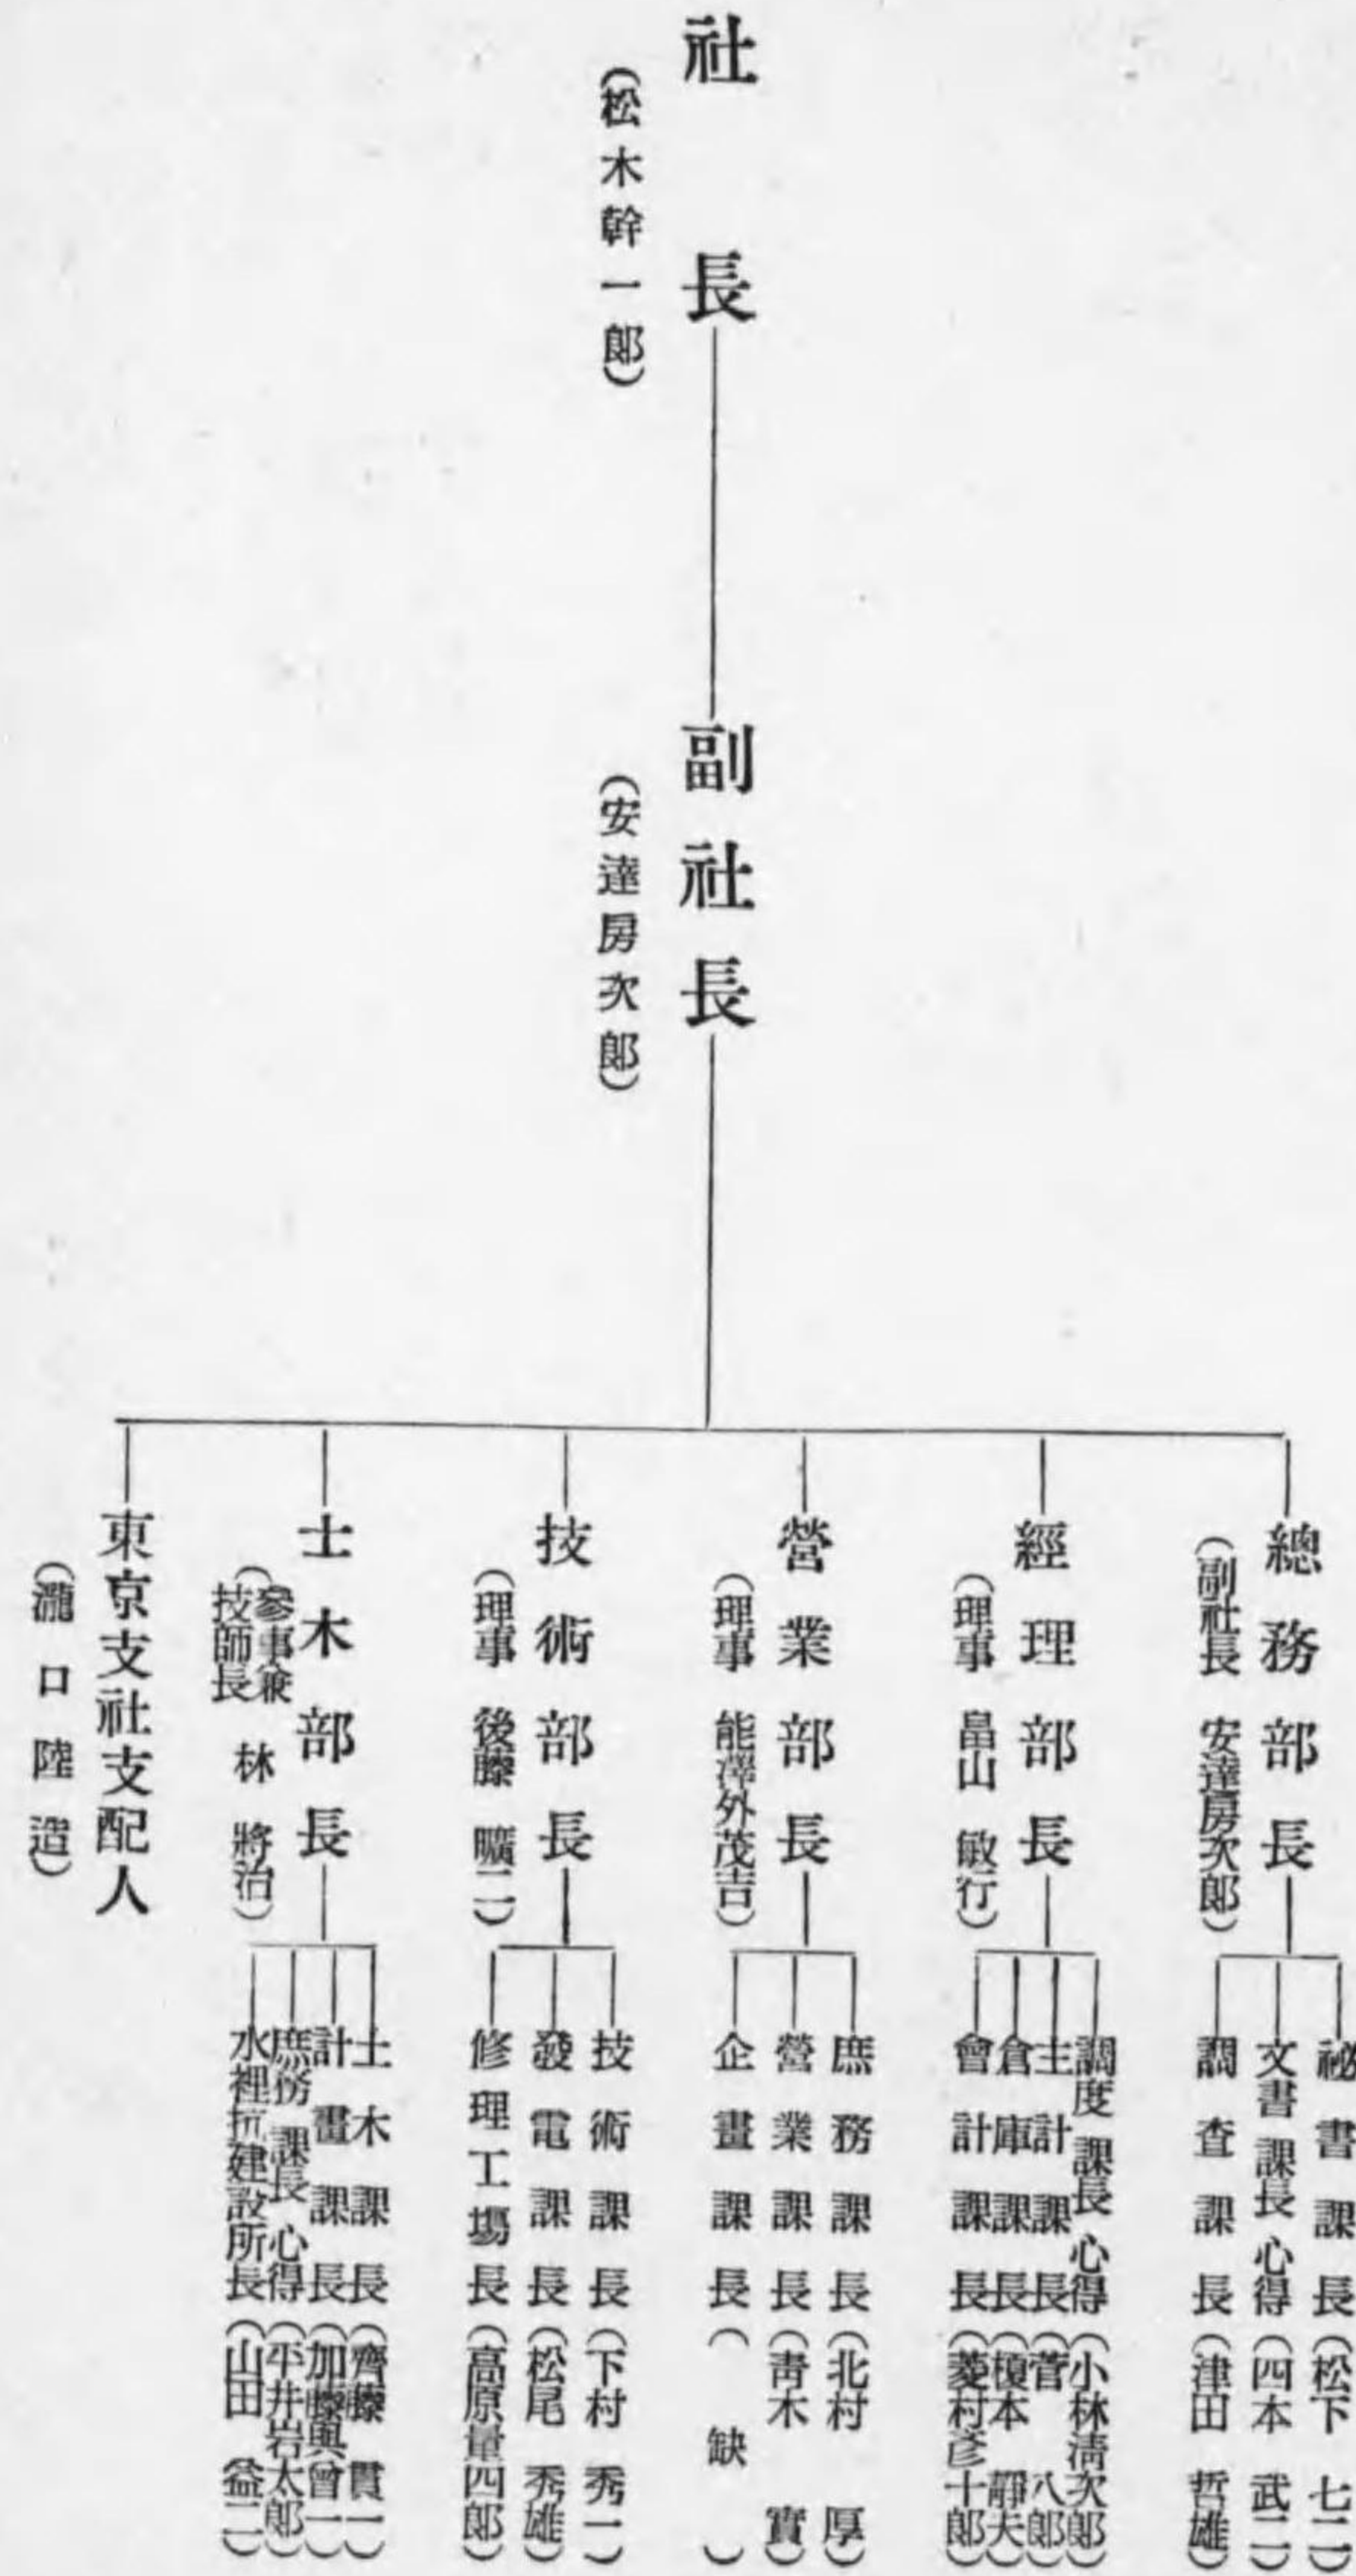 社長
(松木幹一郞)
副社長
(安達房次郞)
總務部長
(副社長 安達房次郞)
祕書課長(松下七二)
文書課長心得(四本武二)
調査課長(津田哲雄)
經理部長
(理事 畠山敏行)
調度課長心得(小林淸次郞)
主計課長(菅八郞)
倉庫課長(榎本靜夫)
會計課長(菱村彥十郞)
營業部長
(理事 能澤外茂吉)
庶務課長(北村厚)
營業課長(靑木實)
企畫課長(缺)
技術部長
(理事 後藤曠二)
技術課長(下村秀一)
發電課長(松尾秀雄)
修理工場長(高原量四郞)
土木部長
(參事兼技師長 林將治)
土木課長(齊藤貫一)
計畫課長(加藤與曾一)
庶務課長心得(平井岩太郞)
水裡坑建設所長(山田益二)
東京支社支配人
(瀧口陸造)